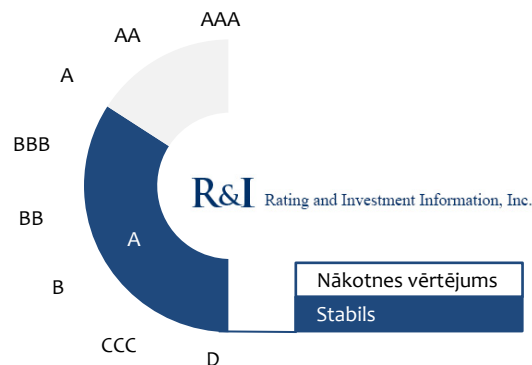 AAA
AA
A
BBB
BB
B
CCC
D
A
R&I Rating and Investment Information, Inc.
Nākotnes vērtējums
Stabils